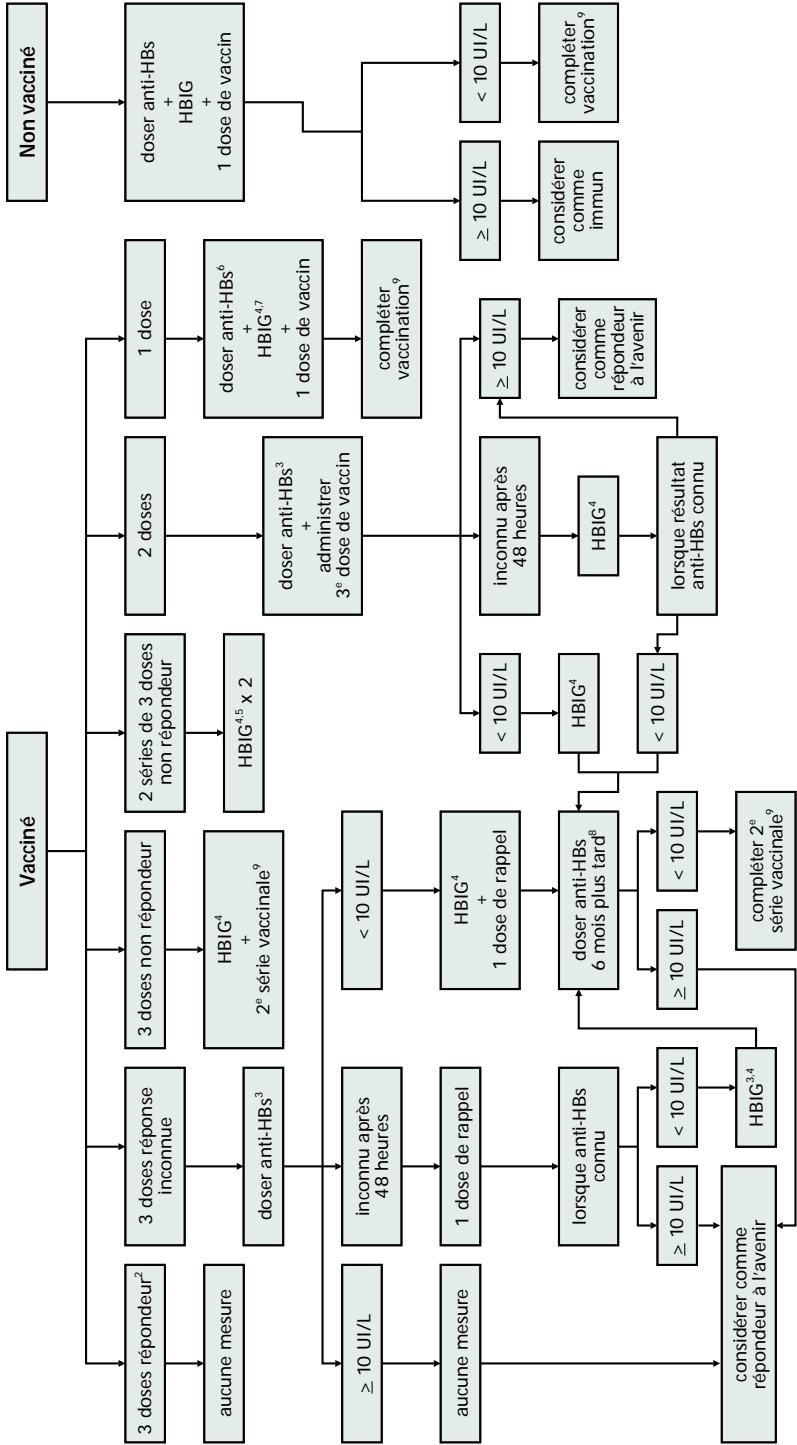 Vacciné
Non vacciné
3 doses répondeur²
aucune mesure
3 doses réponse
inconnue
doser anti-HBs³
≥ 10 UI/L
aucune mesure
inconnu après
48 heures
1 dose de rappel
lorsque anti-HBs
connu
≥ 10 UI/L
< 10 UI/L
HBIG³,⁴
considérer comme
répondeur à l'avenir
< 10 UI/L
HBIG⁴
+
1 dose de rappel
doser anti-HBs
6 mois plus tard⁸
≥ 10 UI/L
< 10 UI/L
compléter 2ᵉ
série vaccinale⁹
3 doses non répondeur
HBIG⁴
+
2ᵉ série vaccinale⁹
2 séries de 3 doses
non répondeur
HBIG⁴,⁵ x 2
2 doses
doser anti-HBs³
+
administrer
3ᵉ dose de vaccin
< 10 UI/L
HBIG⁴
< 10 UI/L
inconnu après
48 heures
HBIG⁴
lorsque résultat
anti-HBs connu
≥ 10 UI/L
considérer
comme
répondeur
à l'avenir
1 dose
doser anti-HBs⁶
+
HBIG⁴,⁷
+
1 dose de vaccin
compléter
vaccination⁹
doser anti-HBs
+
HBIG
+
1 dose de vaccin
≥ 10 UI/L
considérer
comme
immun
< 10 UI/L
compléter
vaccination⁹